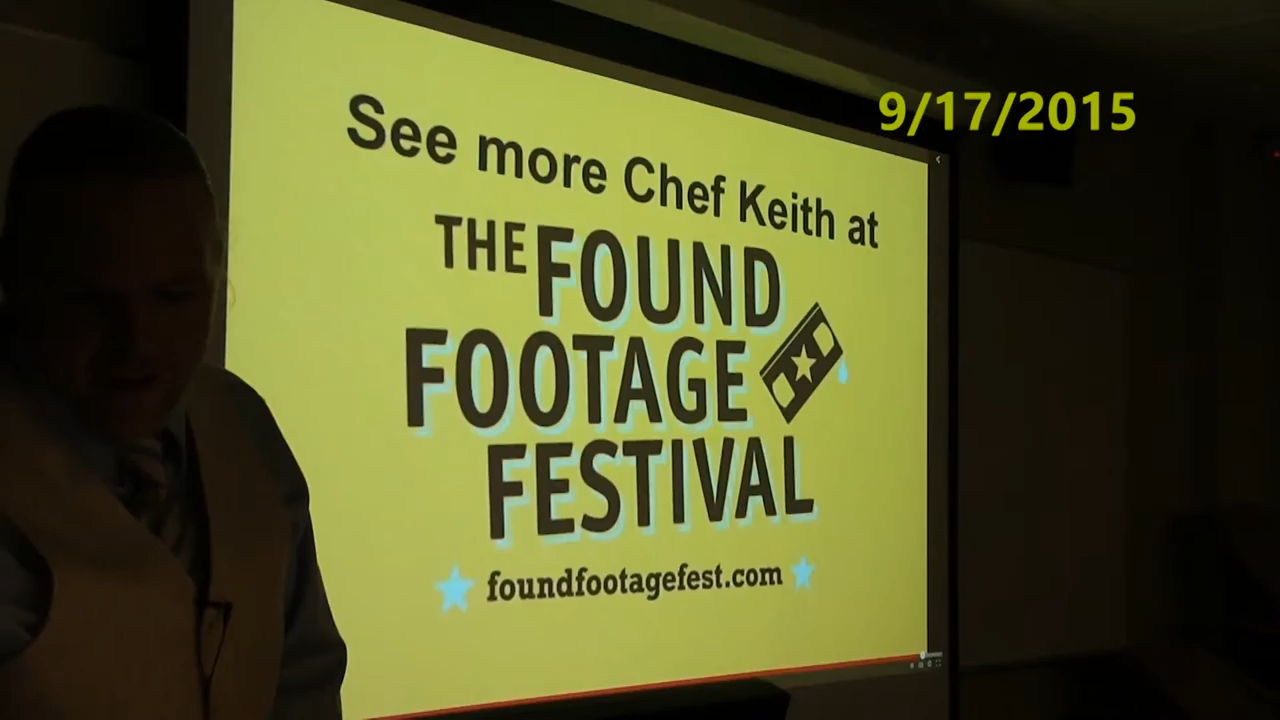 9/17/2015
See more Chef Keith at
THE FOUND
FOOTAGE
FESTIVAL
foundfootagefest.com